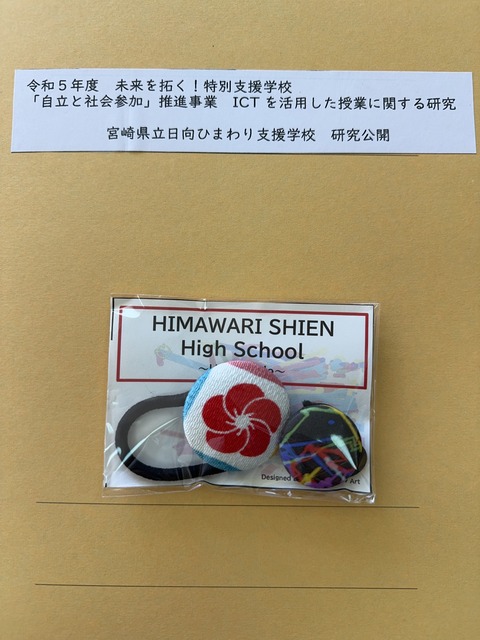 令和５年度　未来を拓く！特別支援学校
「自立と社会参加」推進事業　ICTを活用した授業に関する研究
宮崎県立日向ひまわり支援学校　研究公開
HIMAWARI SHIEN
High School
Designed
Art